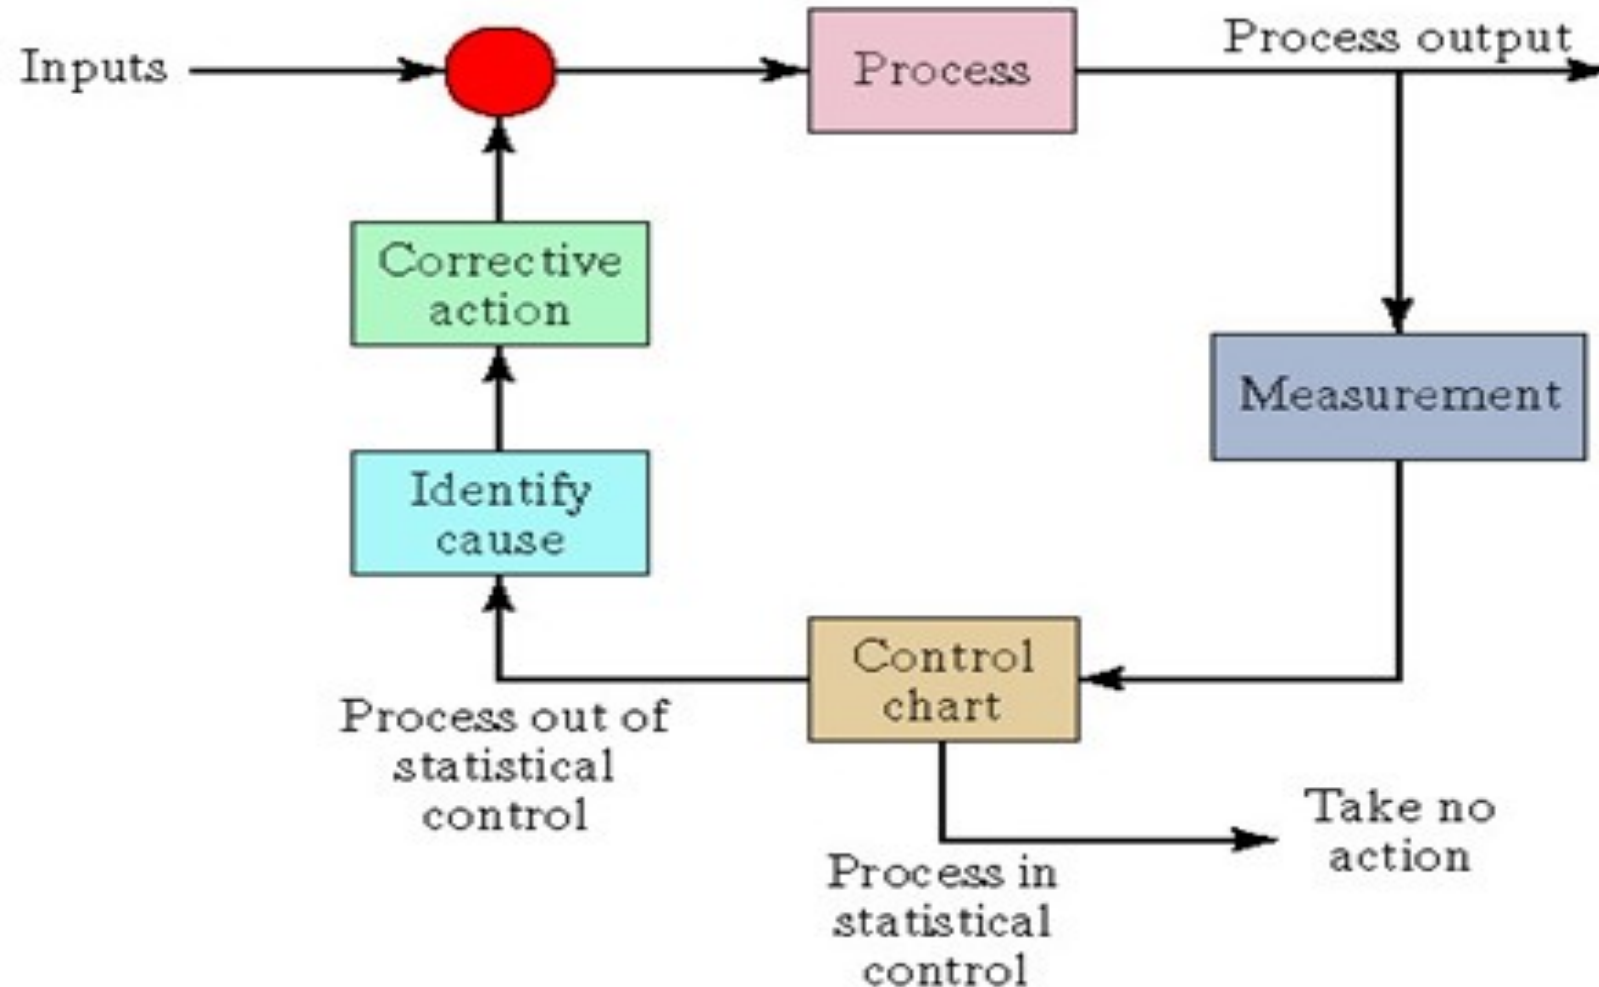 Inputs
Process
Process output
Corrective
action
Measurement
Identify
cause
Control
chart
Process out of
statistical
control
Take no
action
Process in
statistical
control